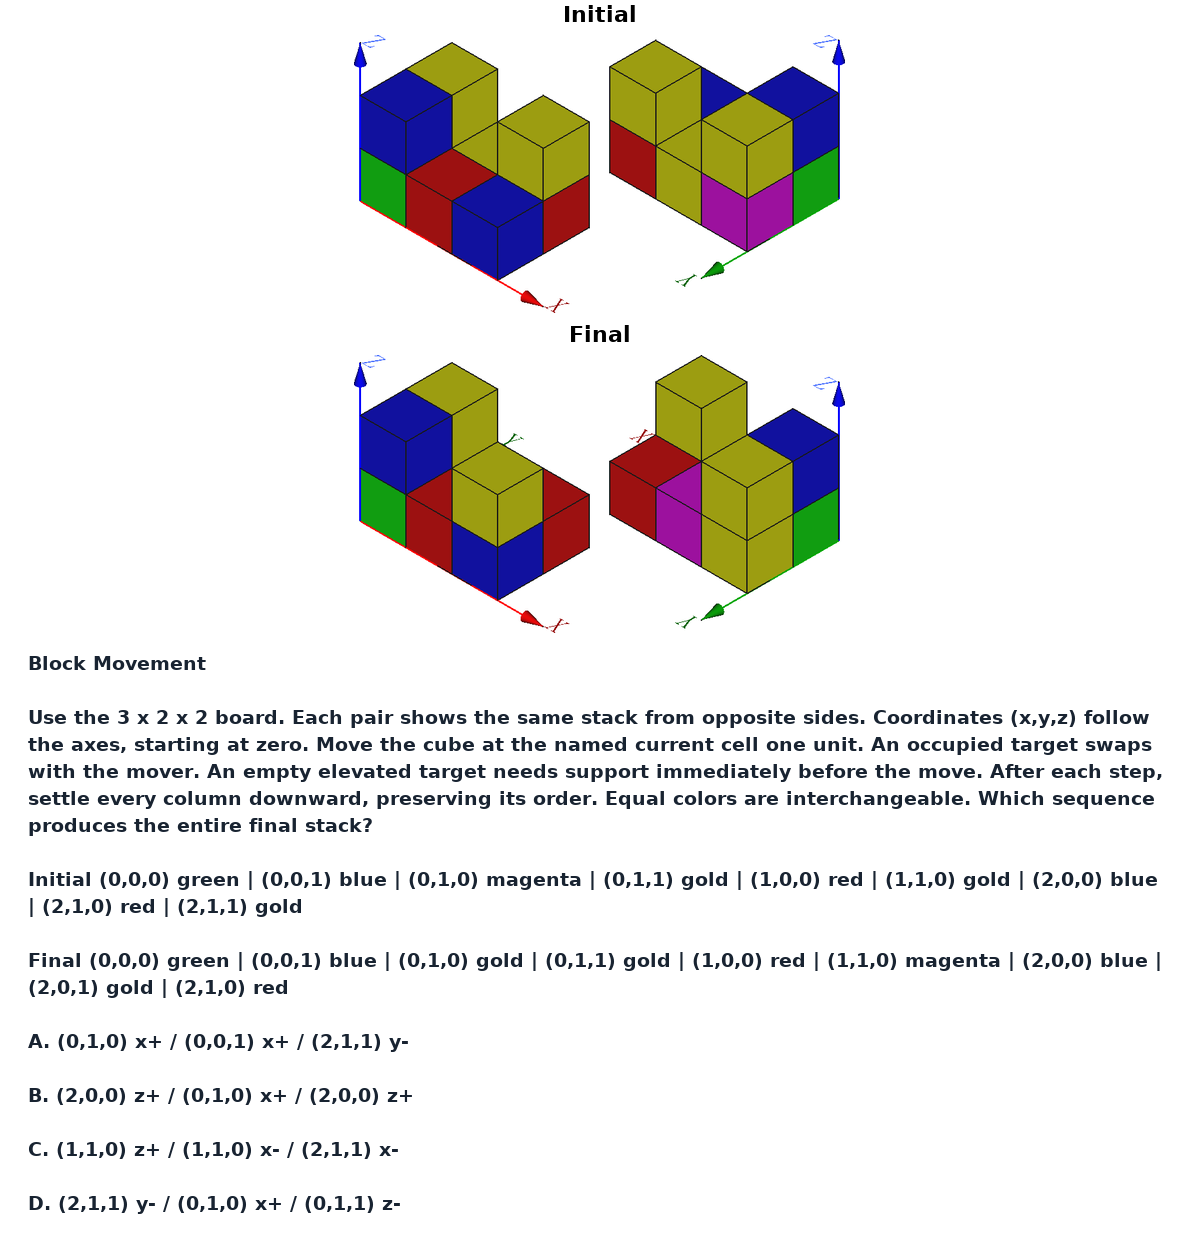 Initial
Z
Z
X
Y
Final
Z
Z
Y
X
X
Y
Block Movement
Use the 3 x 2 x 2 board. Each pair shows the same stack from opposite sides. Coordinates (x,y,z) follow
the axes, starting at zero. Move the cube at the named current cell one unit. An occupied target swaps
with the mover. An empty elevated target needs support immediately before the move. After each step,
settle every column downward, preserving its order. Equal colors are interchangeable. Which sequence
produces the entire final stack?
Initial (0,0,0) green | (0,0,1) blue | (0,1,0) magenta | (0,1,1) gold | (1,0,0) red | (1,1,0) gold | (2,0,0) blue
| (2,1,0) red | (2,1,1) gold
Final (0,0,0) green | (0,0,1) blue | (0,1,0) gold | (0,1,1) gold | (1,0,0) red | (1,1,0) magenta | (2,0,0) blue |
(2,0,1) gold | (2,1,0) red
A. (0,1,0) x+ / (0,0,1) x+ / (2,1,1) y-
B. (2,0,0) z+ / (0,1,0) x+ / (2,0,0) z+
C. (1,1,0) z+ / (1,1,0) x- / (2,1,1) x-
D. (2,1,1) y- / (0,1,0) x+ / (0,1,1) z-